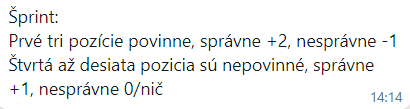 Šprint:
Prvé tri pozície povinne, správne +2, nesprávne -1
Štvrtá až desiata pozicia sú nepovinné, správne
+1, nesprávne 0/nič
14:14